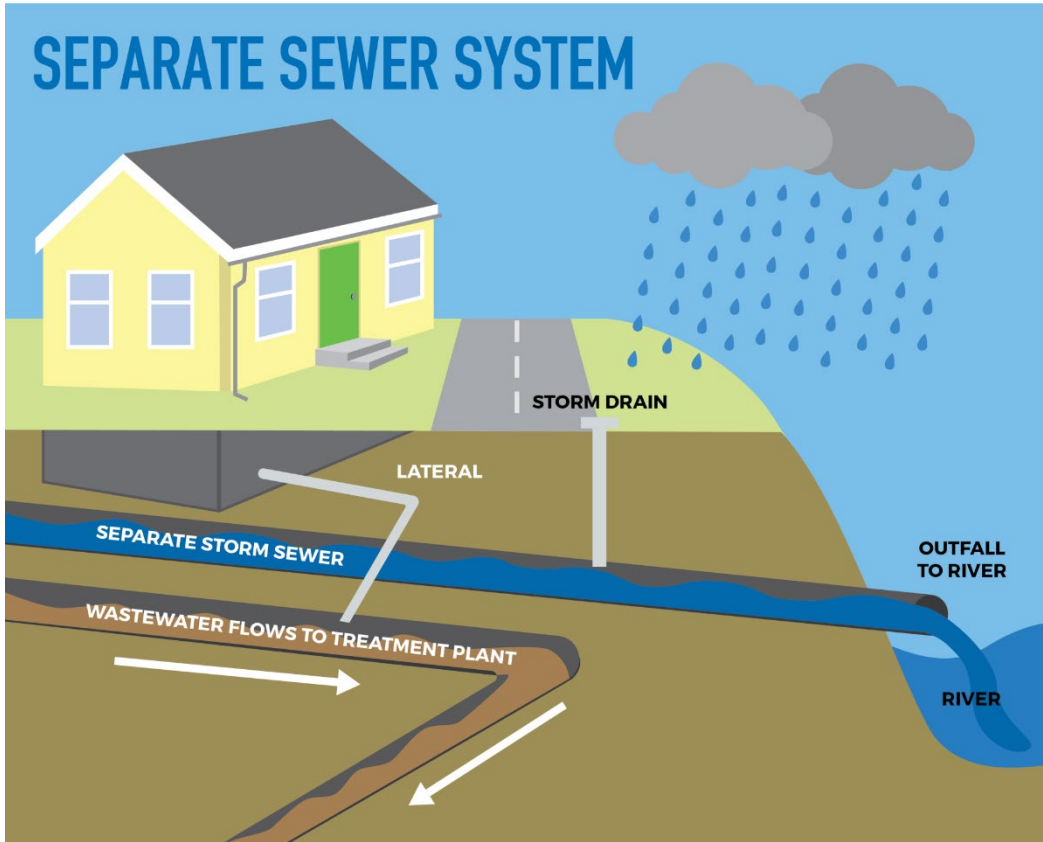 SEPARATE SEWER SYSTEM
STORM DRAIN
LATERAL
SEPARATE STORM SEWER
OUTFALL
TO RIVER
WASTEWATER FLOWS TO TREATMENT PLANT
RIVER